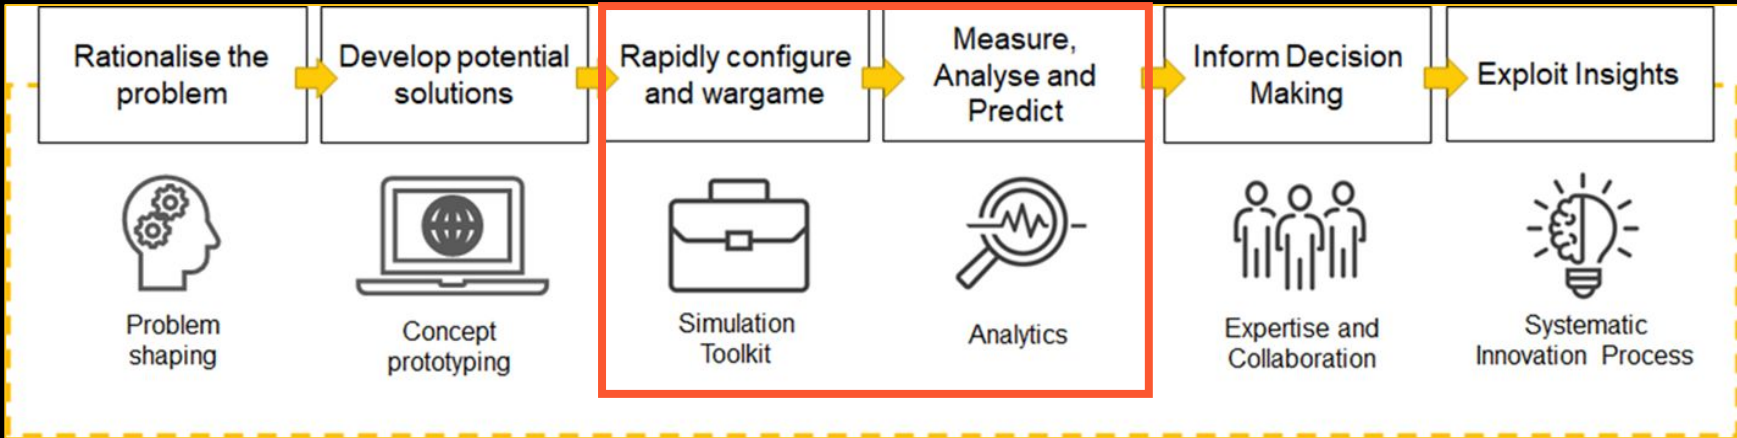 Rationalise the
problem
Develop potential
solutions
Rapidly configure
and wargame
Measure,
Analyse and
Predict
Inform Decision
Making
Exploit Insights
Problem
shaping
Concept
prototyping
Simulation
Toolkit
Analytics
Expertise and
Collaboration
Systematic
Innovation Process